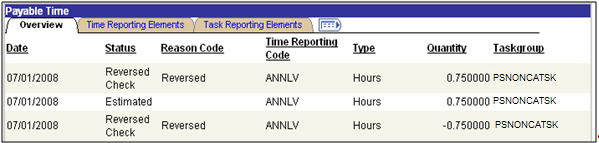 Payable Time
Overview Time Reporting Elements Task Reporting Elements
Date Status Reason Code Time Reporting Code Type Quantity Taskgroup
07/01/2008 Reversed Check Reversed ANNLV Hours 0.750000 PSNONCATSK
07/01/2008 Estimated ANNLV Hours 0.750000 PSNONCATSK
07/01/2008 Reversed Check Reversed ANNLV Hours -0.750000 PSNONCATSK